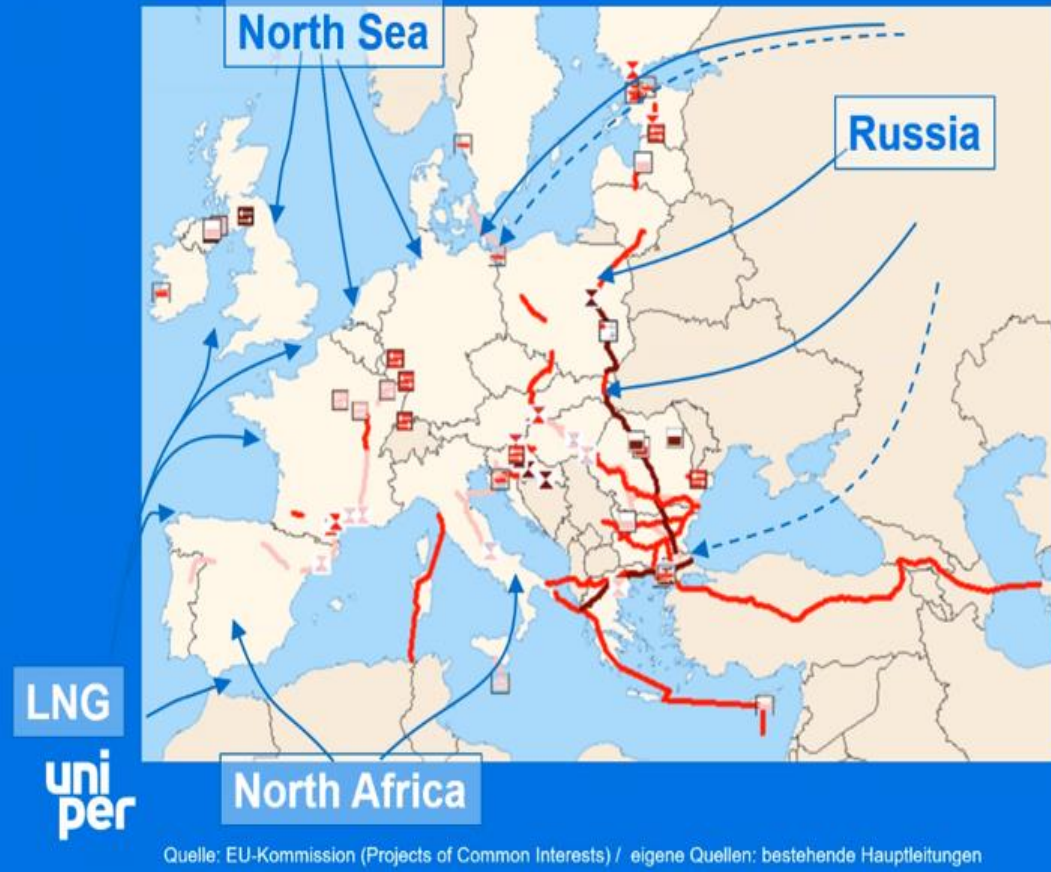 North Sea
Russia
LNG
uni
per
North Africa
Quelle: EU-Kommission (Projects of Common Interests) / eigene Quellen: bestehende Hauptleitungen